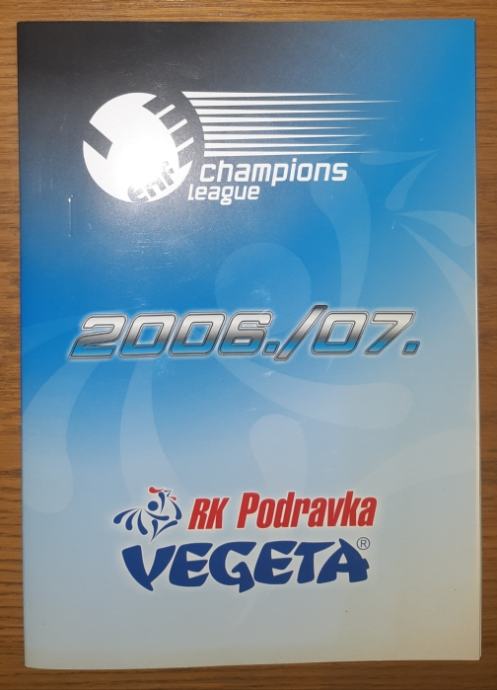 ehf
champions
league
2006./07.
RK Podravka
VEGETA®